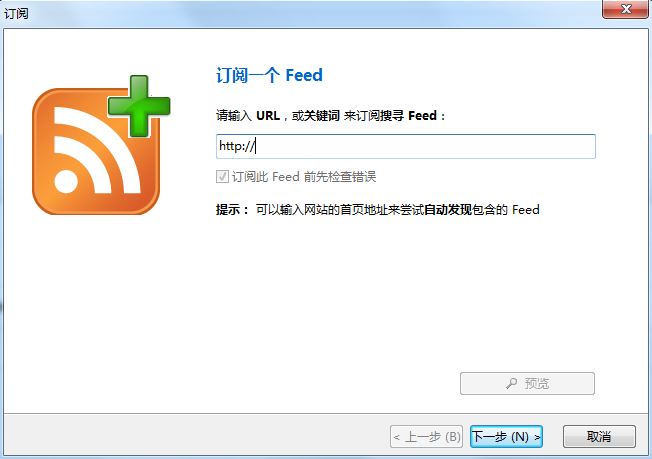 订阅
订阅一个 Feed
请输入 URL，或关键词 来订阅搜寻 Feed：
http://
订阅此 Feed 前先检查错误
提示： 可以输入网站的首页地址来尝试自动发现包含的 Feed
预览
< 上一步 (B)
下一步 (N) >
取消